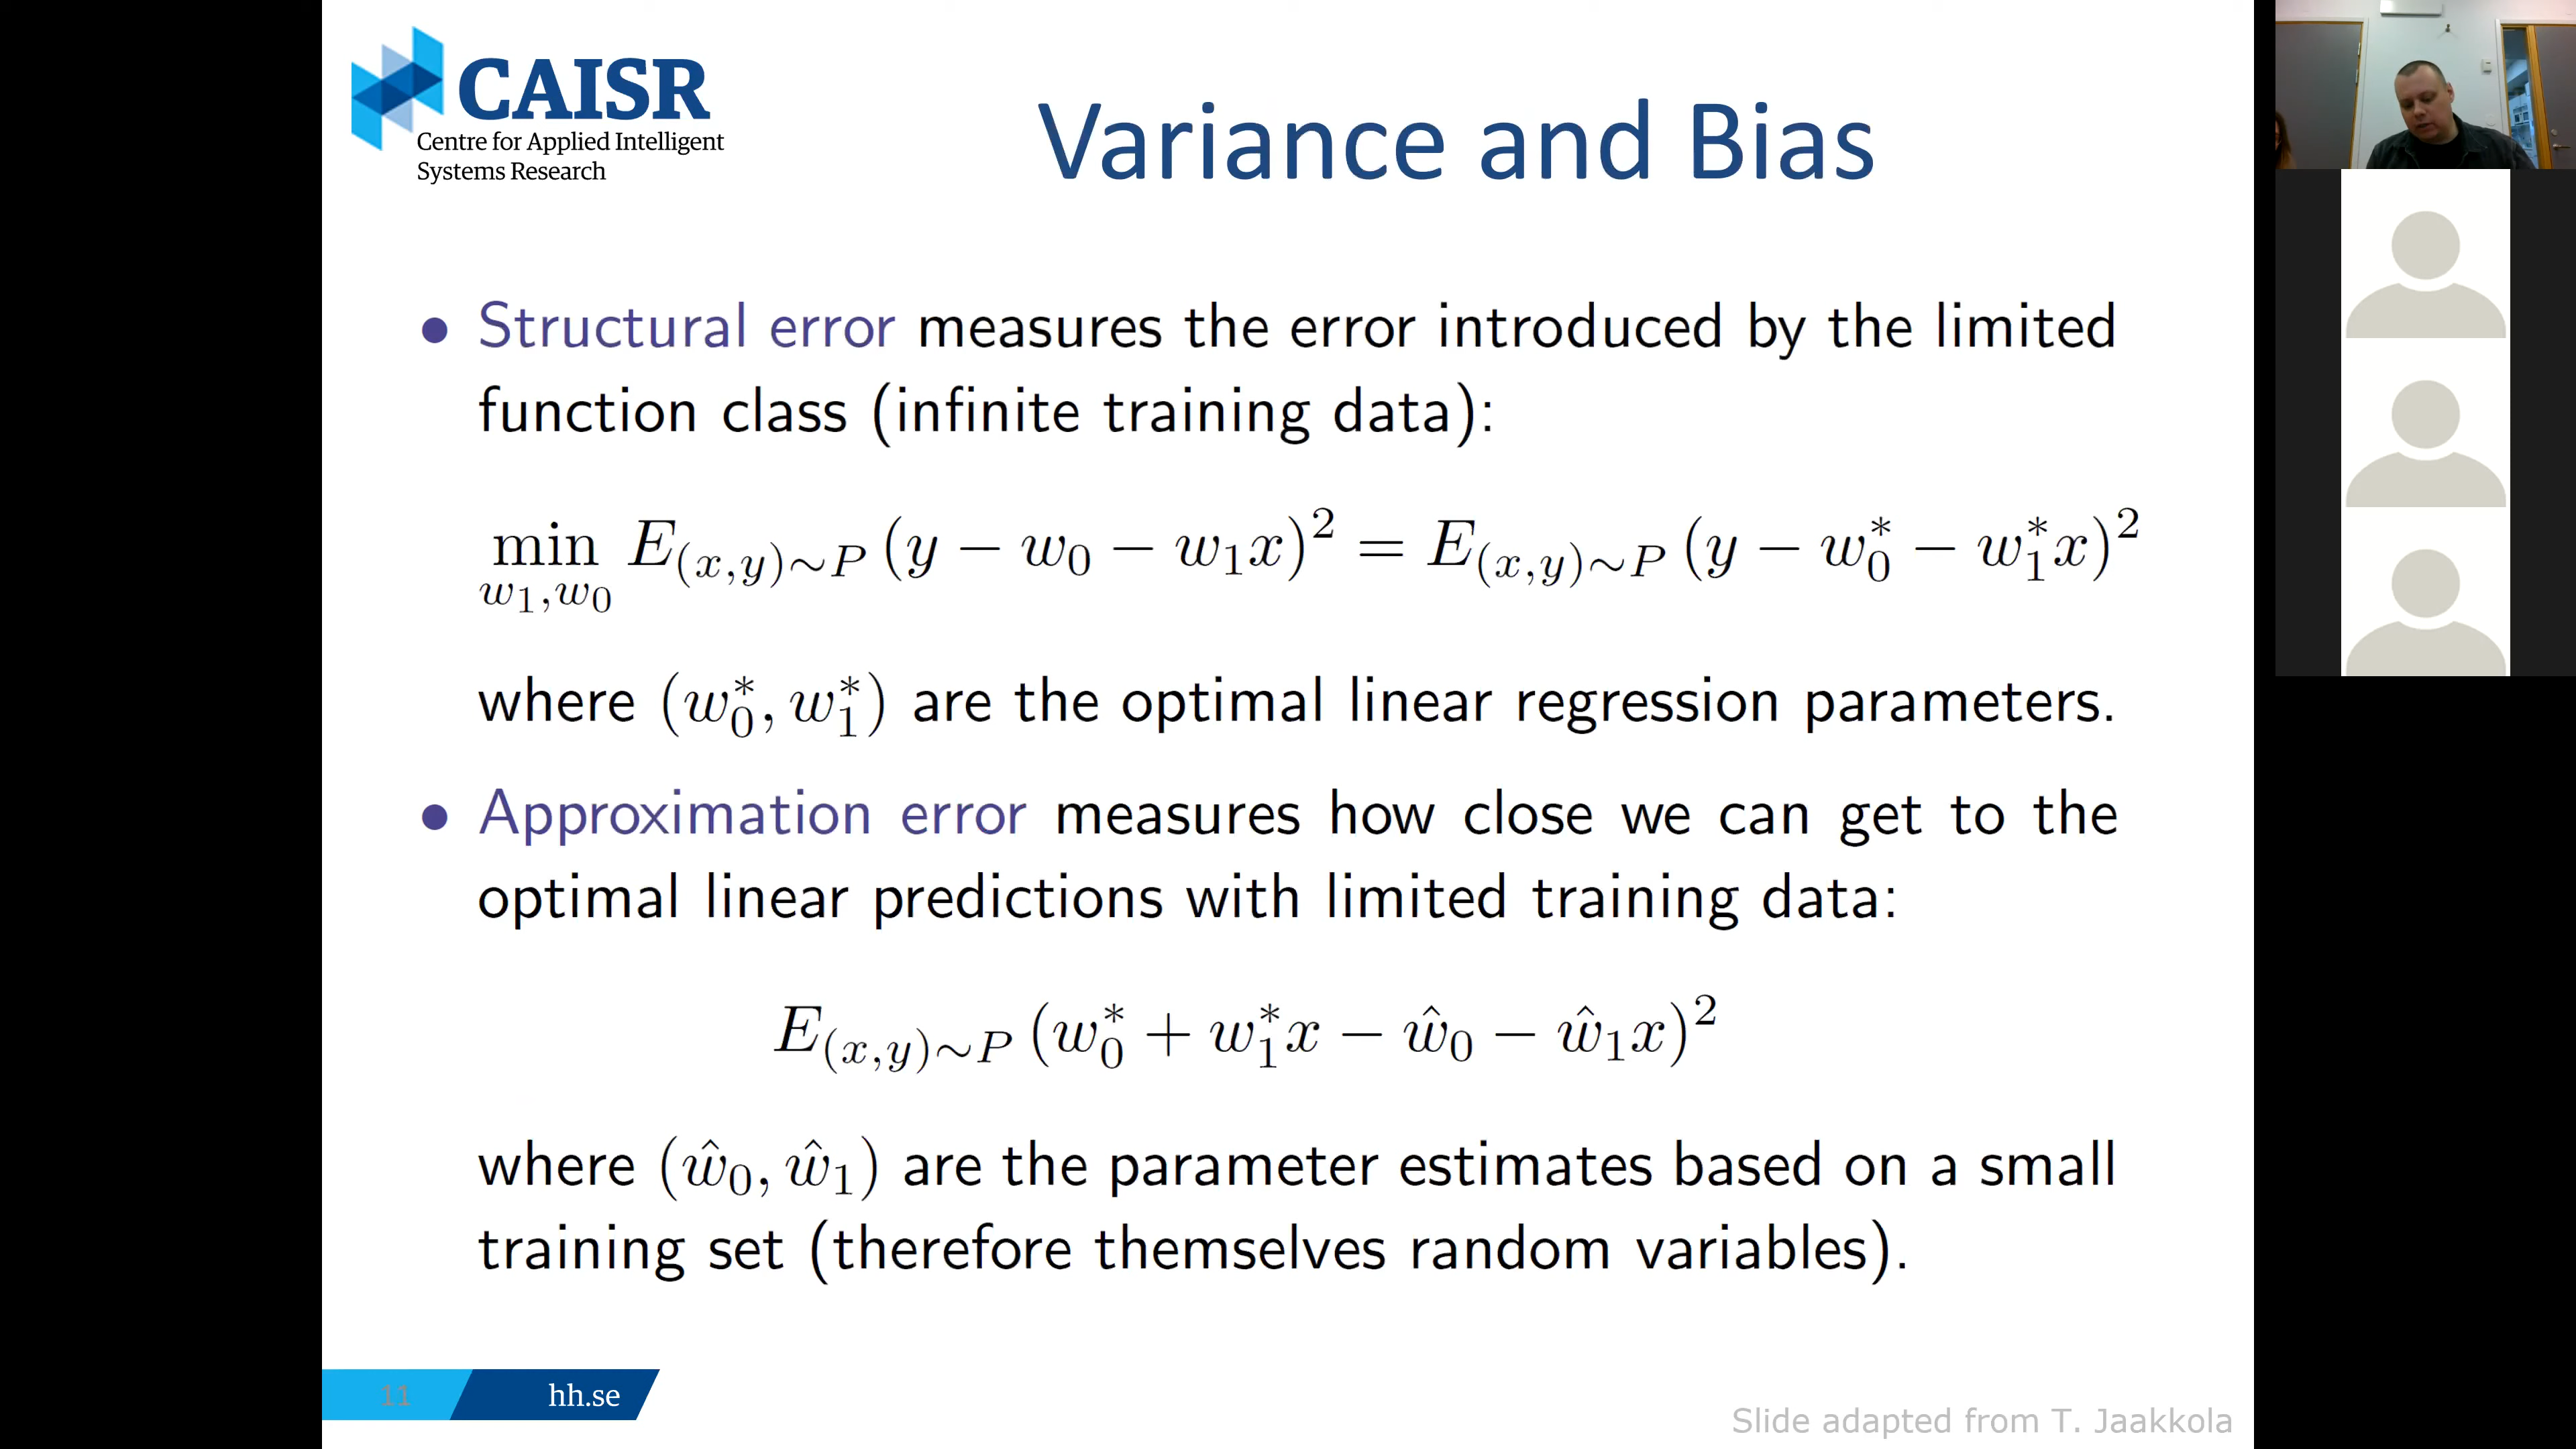 CAISR
Centre for Applied Intelligent
Systems Research
Variance and Bias
• Structural error measures the error introduced by the limited
function class (infinite training data):
min_{w_1,w_0} E_{(x,y)∼P} (y − w_0 − w_1x)^2 = E_{(x,y)∼P} (y − w_0^* − w_1^*x)^2
where (w_0^*, w_1^*) are the optimal linear regression parameters.
• Approximation error measures how close we can get to the
optimal linear predictions with limited training data:
E_{(x,y)∼P} (w_0^* + w_1^*x − ŵ_0 − ŵ_1x)^2
where (ŵ_0, ŵ_1) are the parameter estimates based on a small
training set (therefore themselves random variables).
11
hh.se
Slide adapted from T. Jaakkola